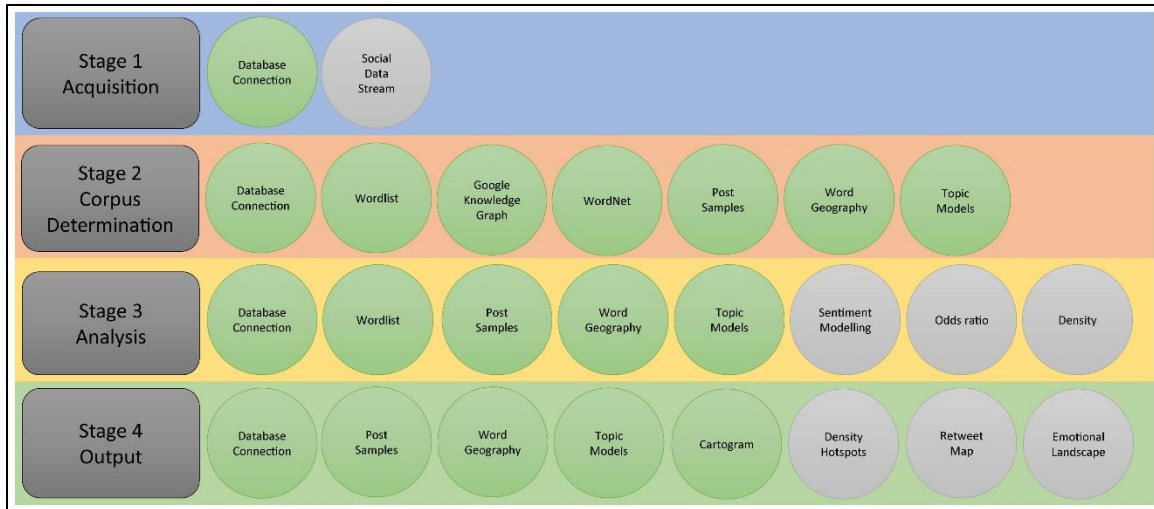 Stage 1
Acquisition
Database
Connection
Social
Data
Stream
Stage 2
Corpus
Determination
Database
Connection
Wordlist
Google
Knowledge
Graph
WordNet
Post
Samples
Word
Geography
Topic
Models
Stage 3
Analysis
Database
Connection
Wordlist
Post
Samples
Word
Geography
Topic
Models
Sentiment
Modelling
Odds ratio
Density
Stage 4
Output
Database
Connection
Post
Samples
Word
Geography
Topic
Models
Cartogram
Density
Hotspots
Retweet
Map
Emotional
Landscape